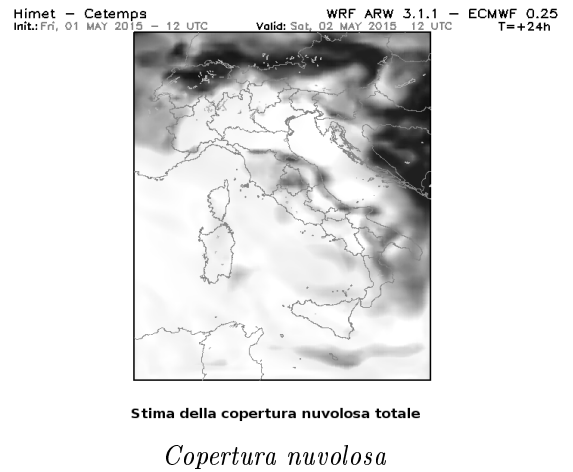 Himet – Cetemps WRF ARW 3.1.1 – ECMWF 0.25
Init.: Fri, 01 MAY 2015 – 12 UTC Valid: Sat, 02 MAY 2015 12 UTC T=+24h
Stima della copertura nuvolosa totale
Copertura nuvolosa